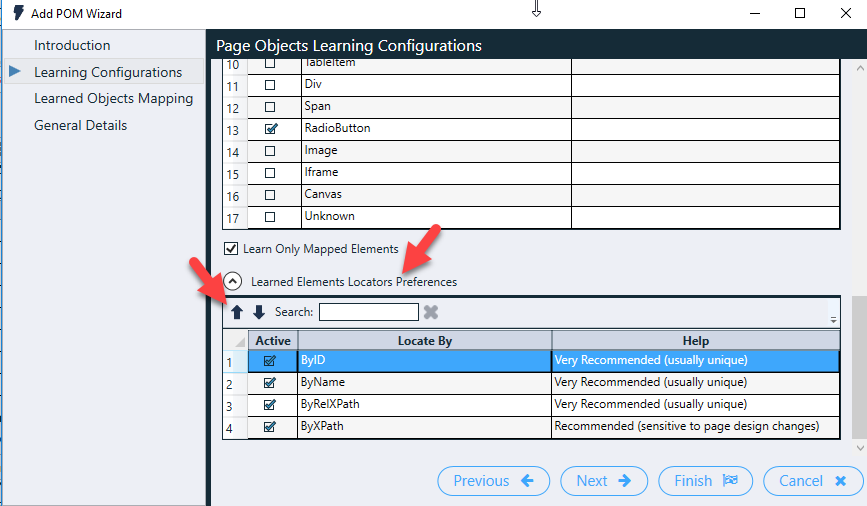 Add POM Wizard
Introduction
Learning Configurations
Learned Objects Mapping
General Details
Page Objects Learning Configurations
10 TableItem
11 Div
12 Span
13 RadioButton
14 Image
15 Iframe
16 Canvas
17 Unknown
Learn Only Mapped Elements
Learned Elements Locators Preferences
Search:
Active Locate By Help
1 ByID Very Recommended (usually unique)
2 ByName Very Recommended (usually unique)
3 ByRelXPath Very Recommended (usually unique)
4 ByXPath Recommended (sensitive to page design changes)
Previous Next Finish Cancel